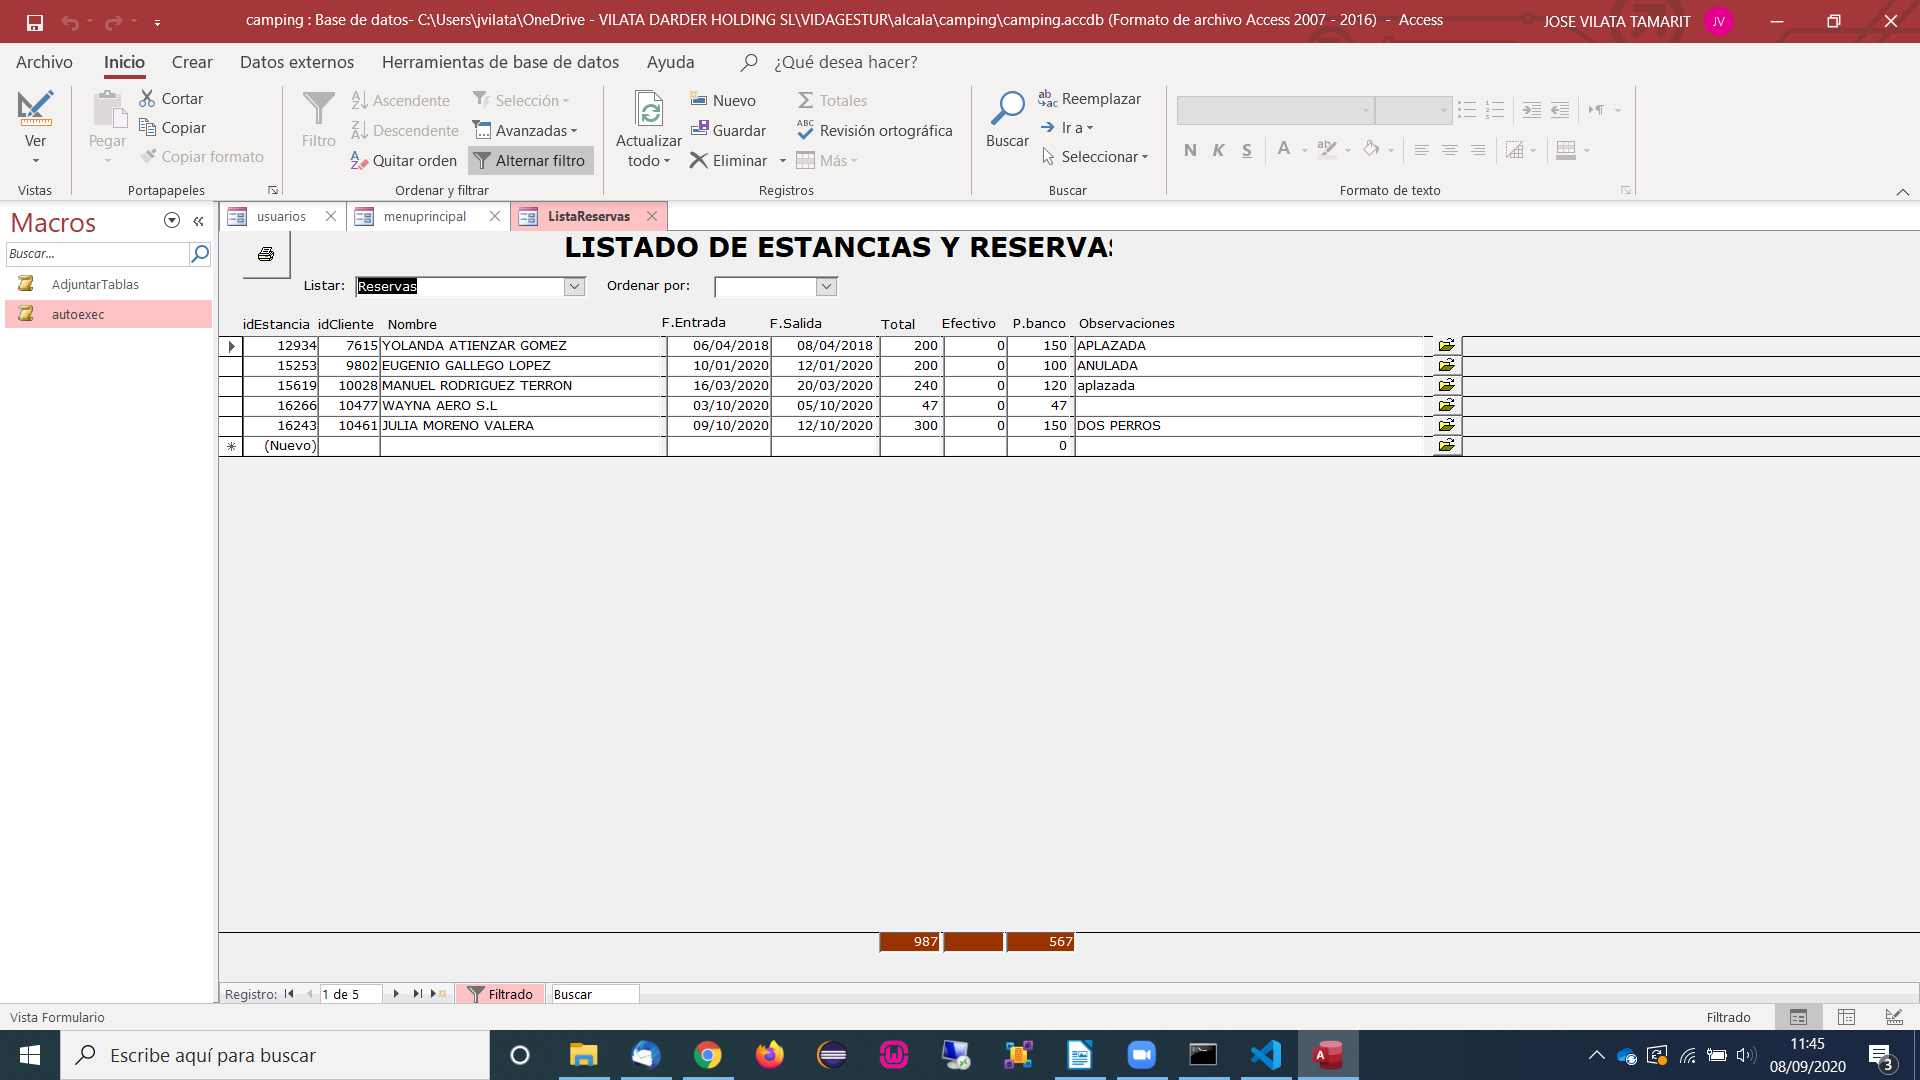 camping : Base de datos- C:\Users\jvilata\OneDrive - VILATA DARDER HOLDING SL\VIDAGESTUR\alcala\camping\camping.accdb (Formato de archivo Access 2007 - 2016) - Access
JOSE VILATA TAMARIT
JV
Archivo
Inicio
Crear
Datos externos
Herramientas de base de datos
Ayuda
¿Qué desea hacer?
Ver
Vistas
Pegar
Cortar
Copiar
Copiar formato
Portapapeles
Filtro
Ascendente
Descendente
Quitar orden
Selección
Avanzadas
Alternar filtro
Ordenar y filtrar
Actualizar
todo
Nuevo
Guardar
Eliminar
Totales
Revisión ortográfica
Más
Registros
Buscar
Reemplazar
Ir a
Seleccionar
Buscar
N K S A
Formato de texto
Macros
Buscar...
AdjuntarTablas
autoexec
usuarios
menuprincipal
ListaReservas
LISTADO DE ESTANCIAS Y RESERVAS
Listar: Reservas Ordenar por:
idEstancia idCliente Nombre F.Entrada F.Salida Total Efectivo P.banco Observaciones
12934 7615 YOLANDA ATIENZAR GOMEZ 06/04/2018 08/04/2018 200 0 150 APLAZADA
15253 9802 EUGENIO GALLEGO LOPEZ 10/01/2020 12/01/2020 200 0 100 ANULADA
15619 10028 MANUEL RODRIGUEZ TERRON 16/03/2020 20/03/2020 240 0 120 aplazada
16266 10477 WAYNA AERO S.L 03/10/2020 05/10/2020 47 0 47
16243 10461 JULIA MORENO VALERA 09/10/2020 12/10/2020 300 0 150 DOS PERROS
(Nuevo) 0
987 567
Registro: 1 de 5 Filtrado Buscar
Vista Formulario
Filtrado
Escribe aquí para buscar
11:45
08/09/2020
3